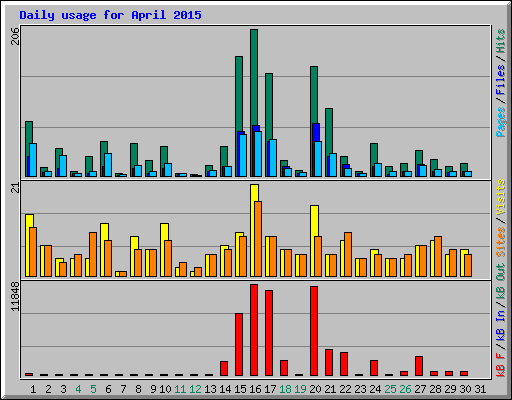 Daily usage for April 2015
206
21
11848
Pages / Files / Hits
Sites / Visits
kB F / kB In / kB Out
1 2 3 4 5 6 7 8 9 10 11 12 13 14 15 16 17 18 19 20 21 22 23 24 25 26 27 28 29 30 31